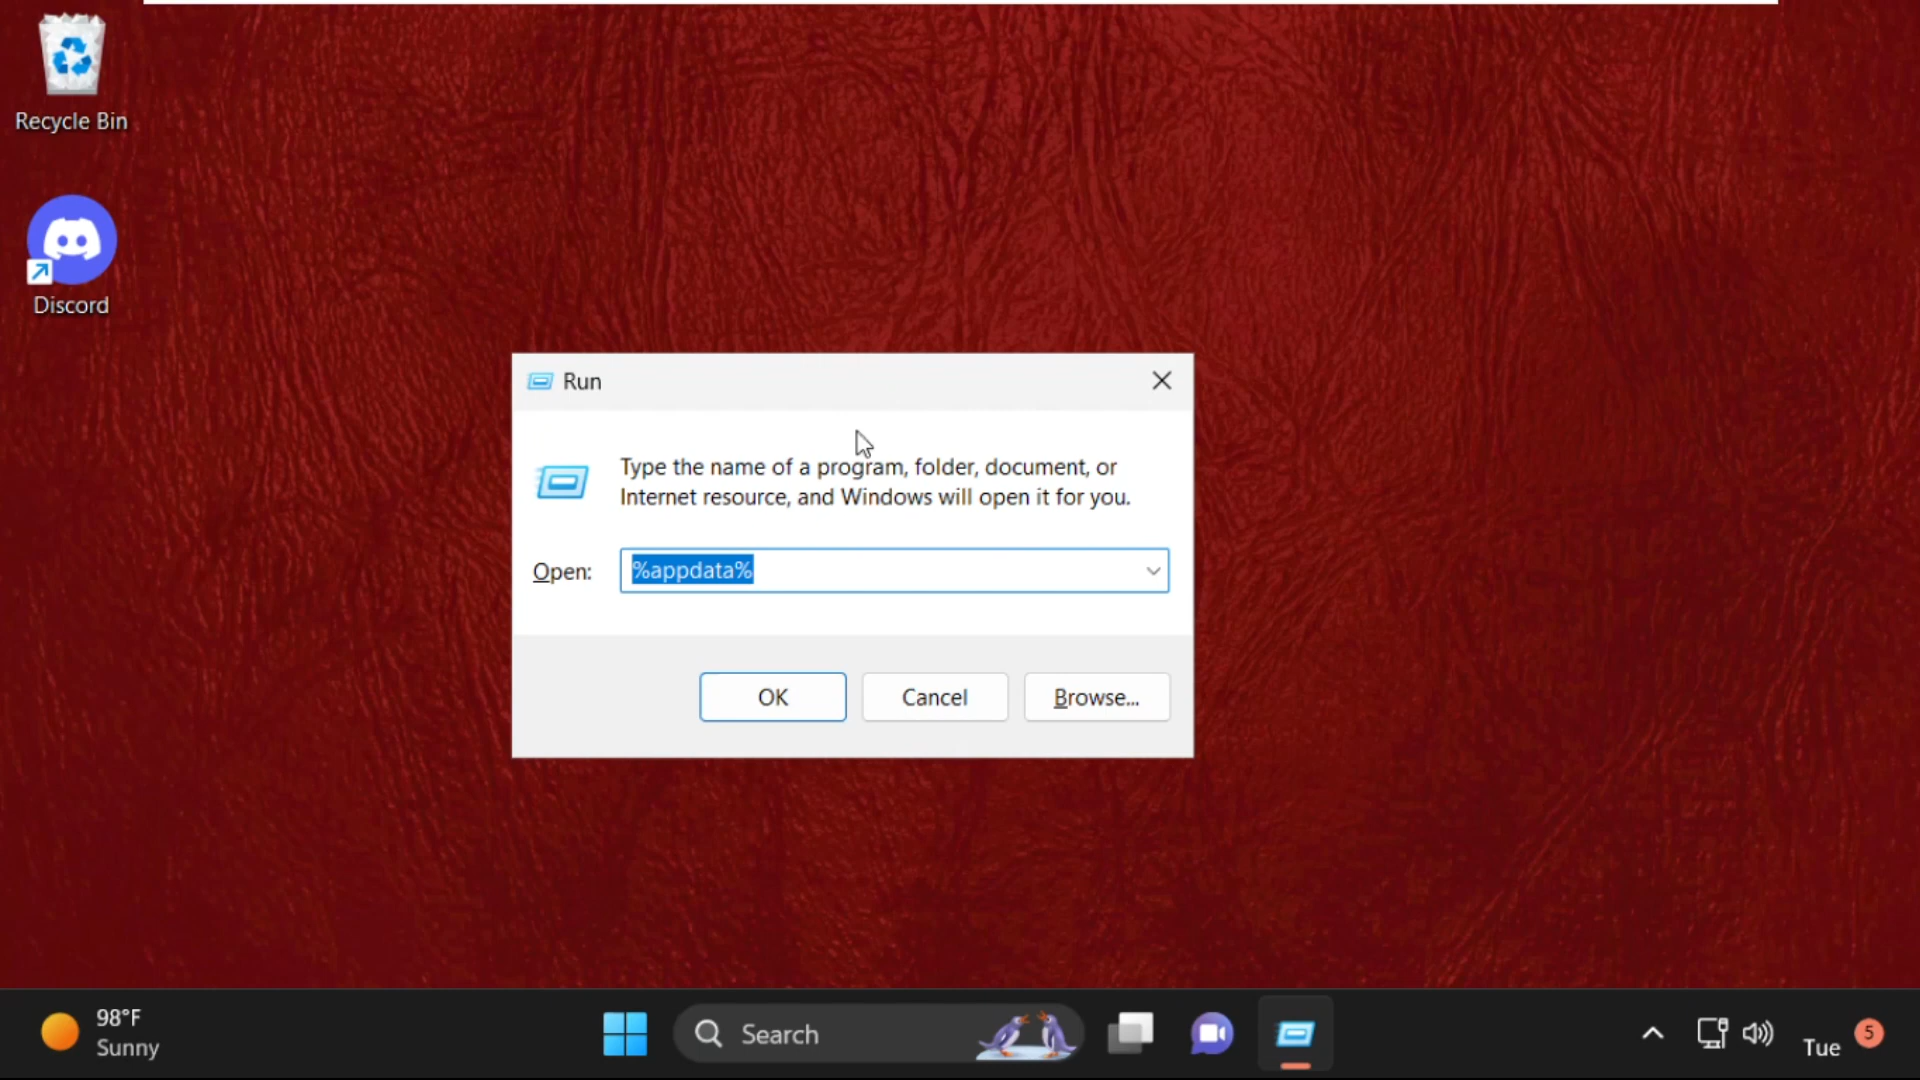 Recycle Bin
Discord
Run
Type the name of a program, folder, document, or
Internet resource, and Windows will open it for you.
Open:
%appdata%
OK
Cancel
Browse...
98°F
Sunny
Search
Tue
5